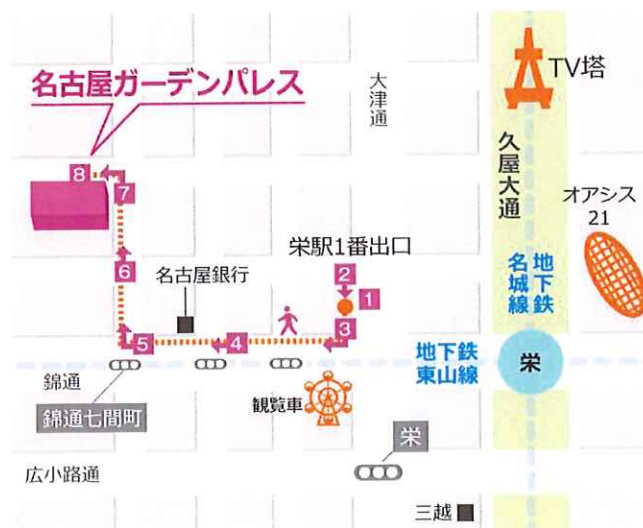 名古屋ガーデンパレス
大津通
TV塔
久屋大通
オアシス
21
8
7
栄駅1番出口
2
1
6
名古屋銀行
地下鉄
名城線
3
5
4
地下鉄
東山線
栄
錦通
錦通七間町
観覧車
栄
広小路通
三越